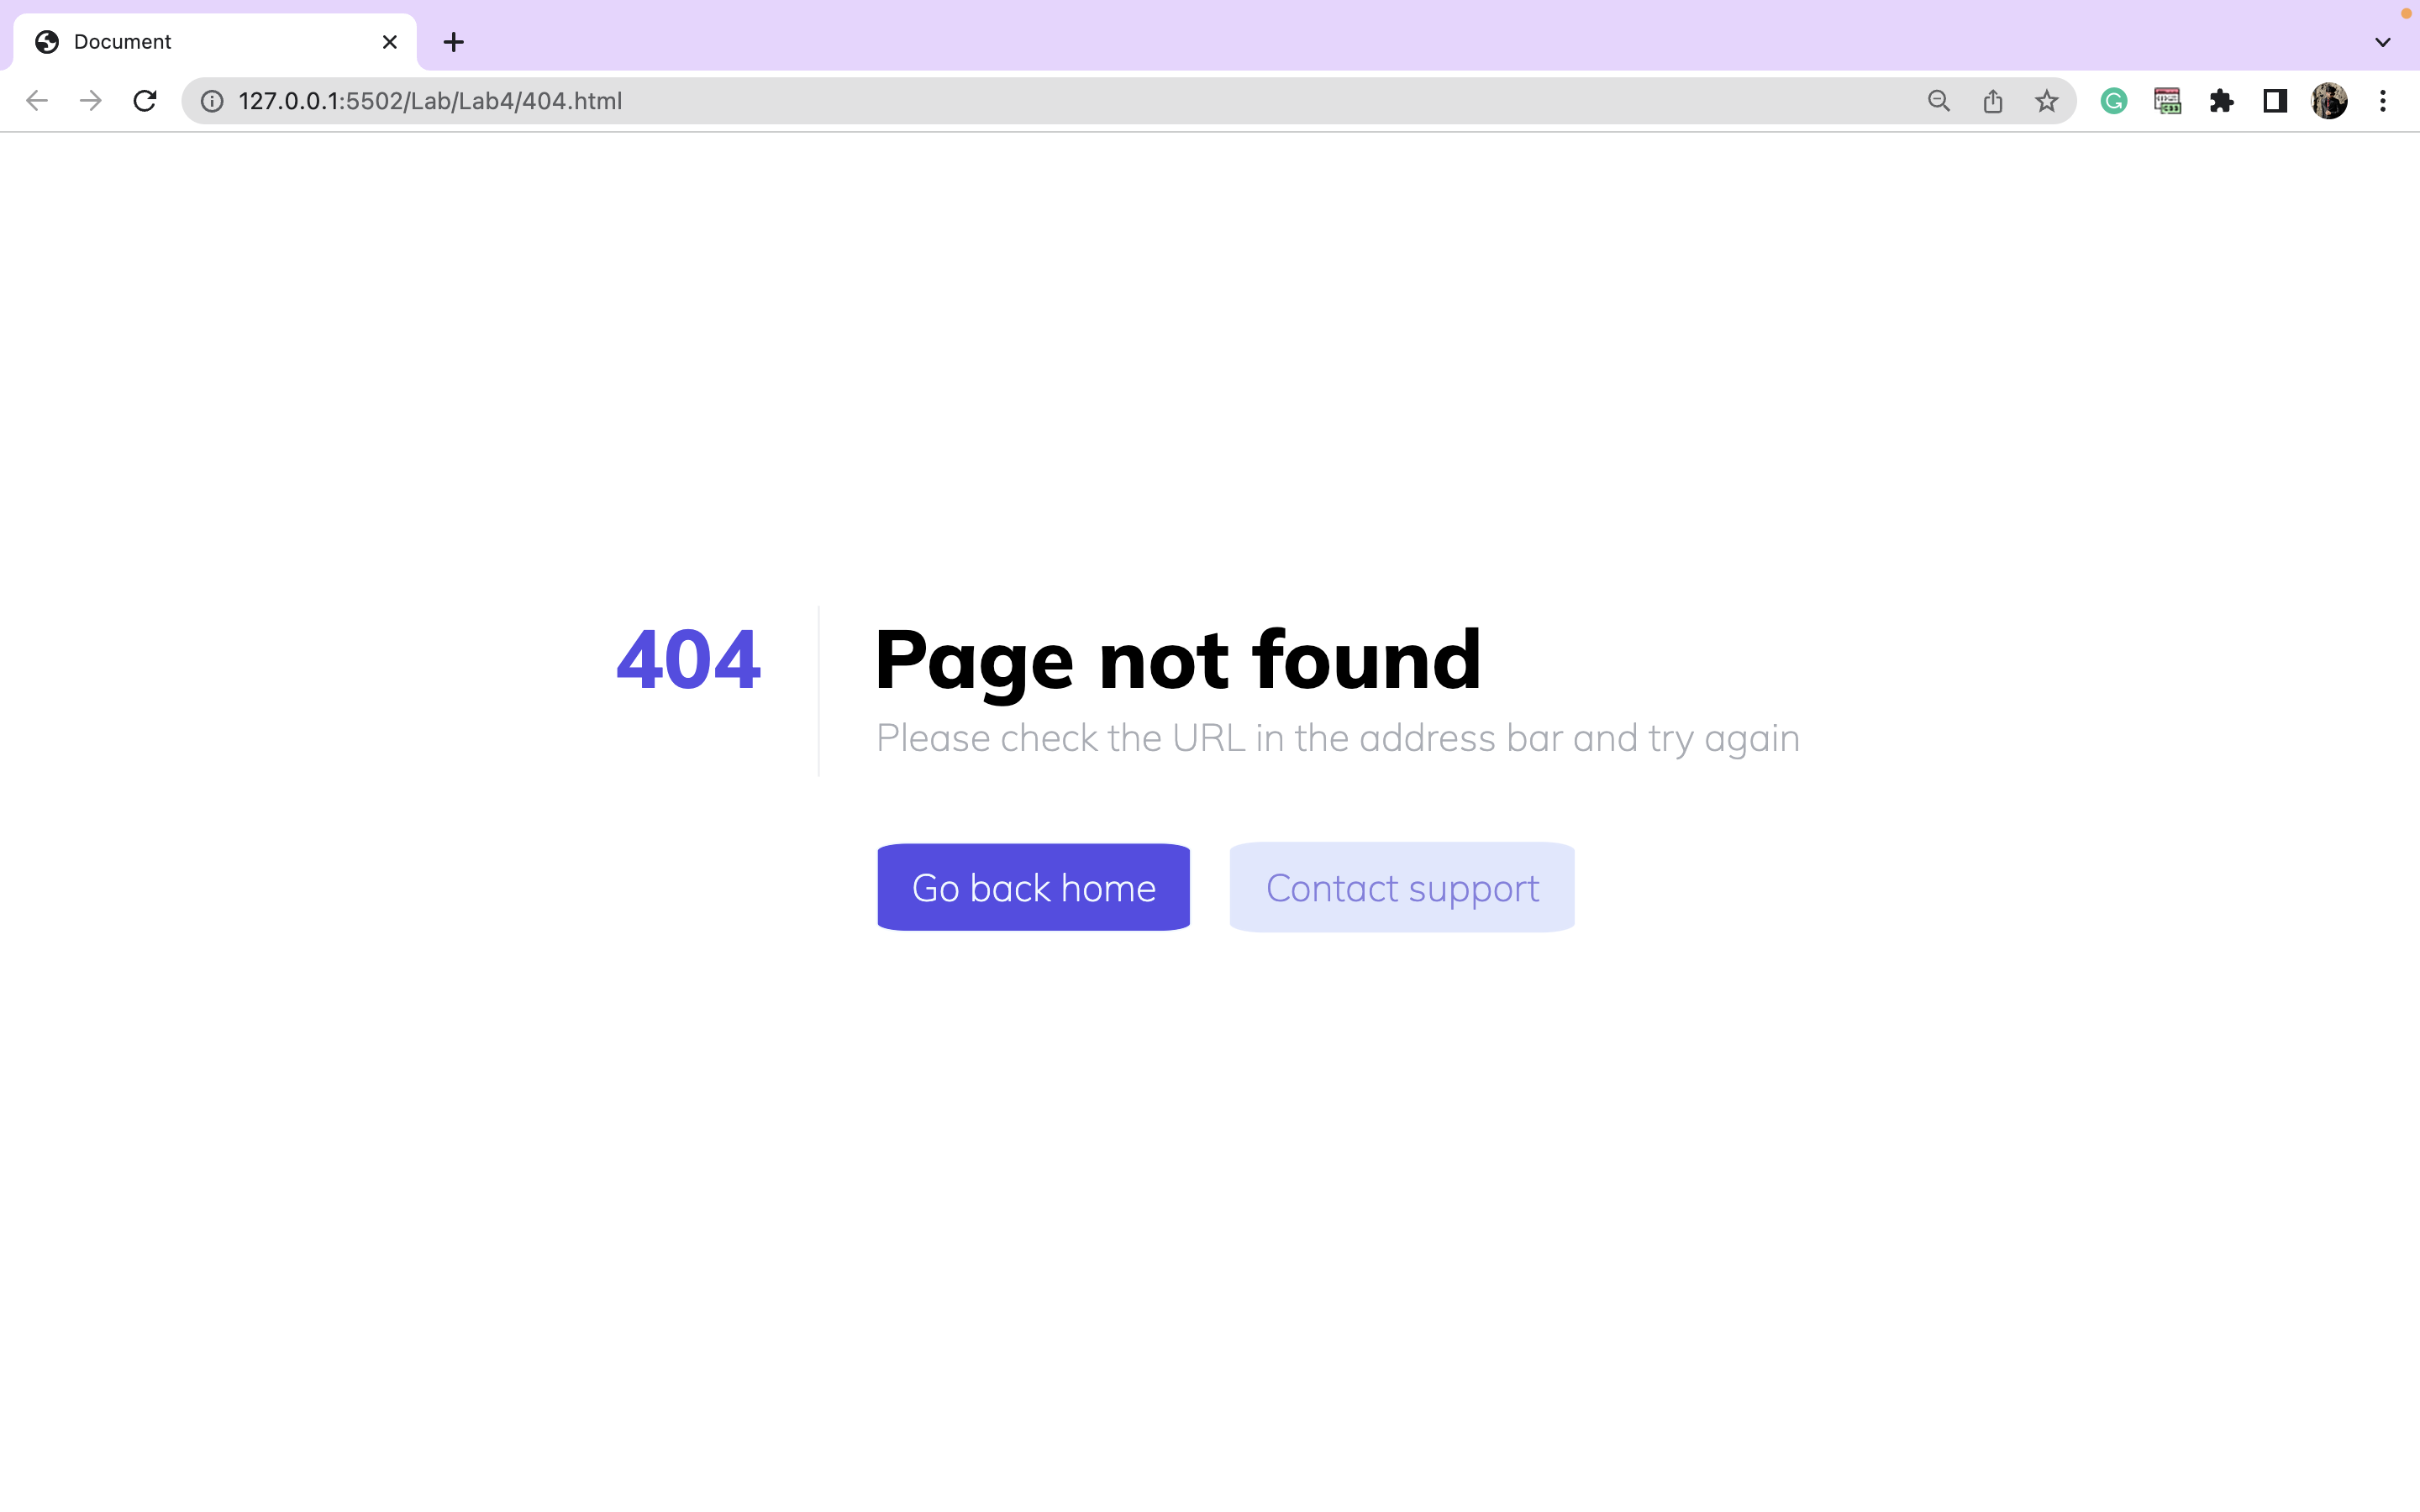 Document
127.0.0.1:5502/Lab/Lab4/404.html
404
Page not found
Please check the URL in the address bar and try again
Go back home
Contact support